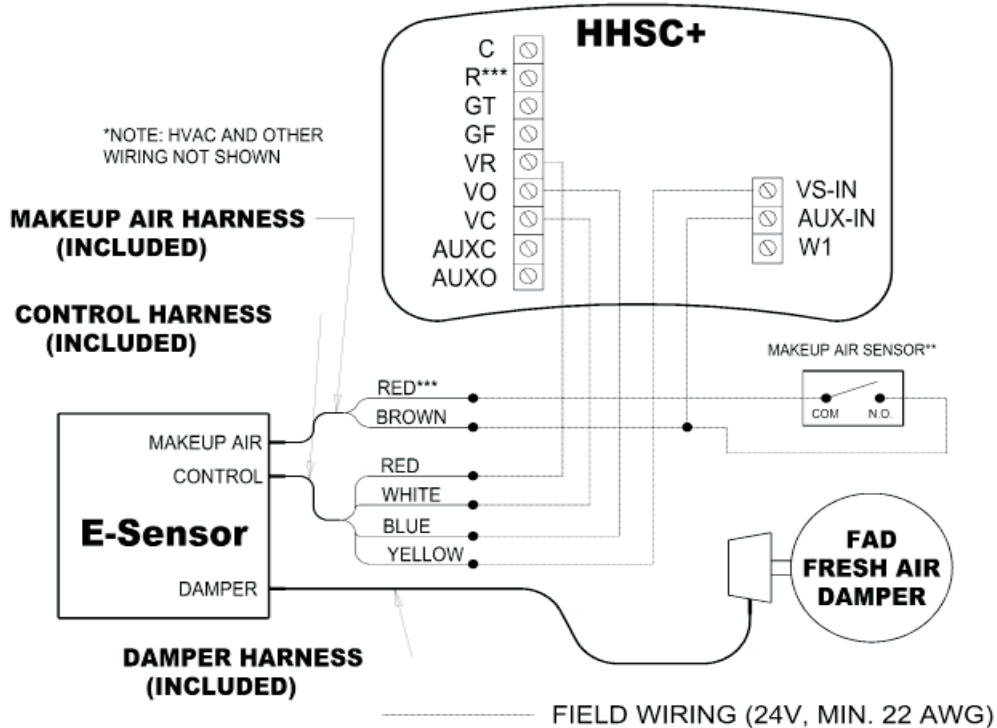 HHSC+
C
R***
GT
GF
VR
VO
VC
AUXC
AUXO
VS-IN
AUX-IN
W1
*NOTE: HVAC AND OTHER
WIRING NOT SHOWN
MAKEUP AIR HARNESS
(INCLUDED)
CONTROL HARNESS
(INCLUDED)
MAKEUP AIR SENSOR**
COM
N.O.
RED***
BROWN
RED
WHITE
BLUE
YELLOW
MAKEUP AIR
CONTROL
E-Sensor
DAMPER
FAD
FRESH AIR
DAMPER
DAMPER HARNESS
(INCLUDED)
FIELD WIRING (24V, MIN. 22 AWG)